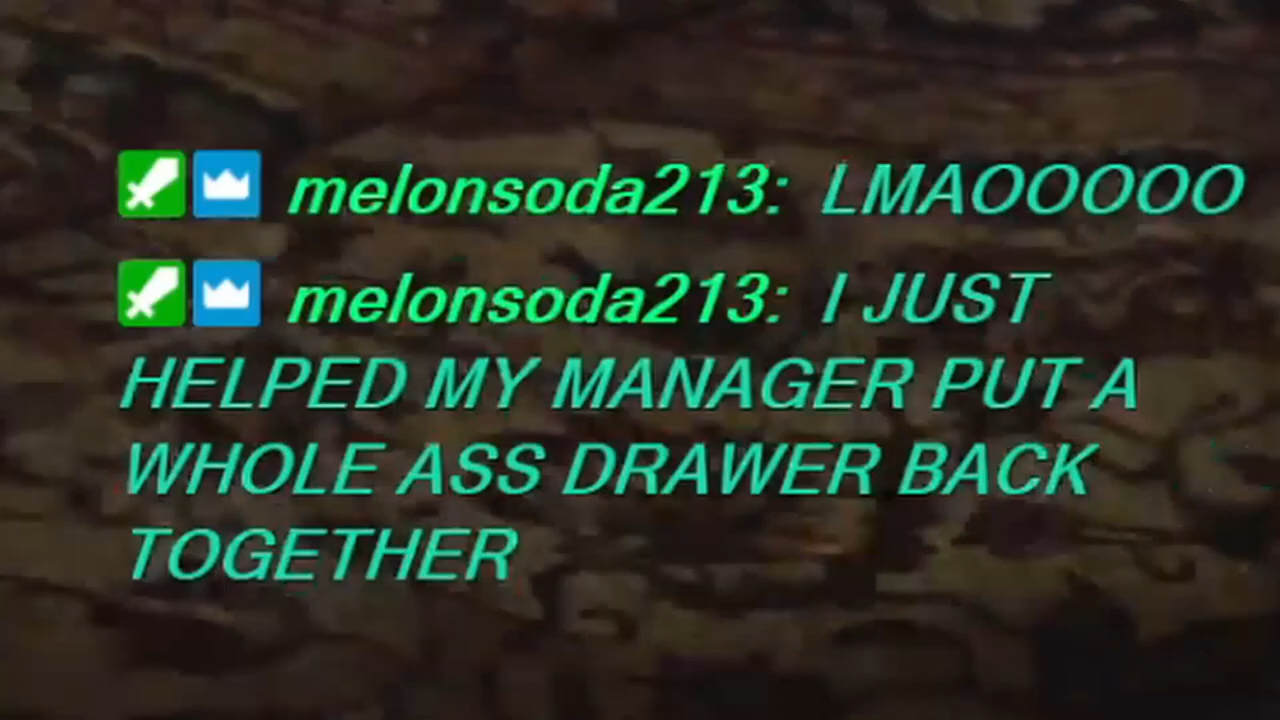 melonsoda213: LMAOOOOO
melonsoda213: I JUST
HELPED MY MANAGER PUT A
WHOLE ASS DRAWER BACK
TOGETHER